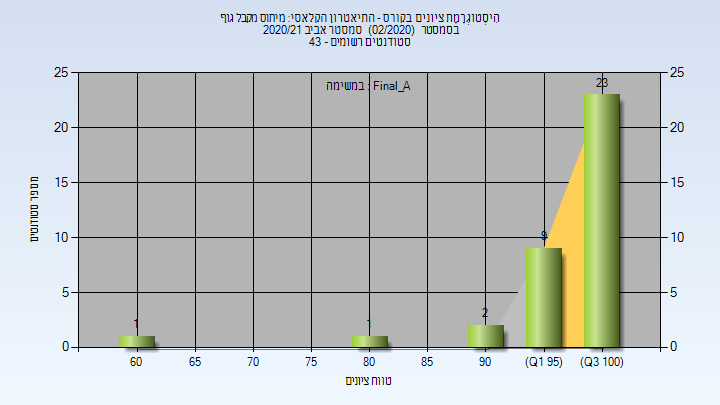 היסטוגרמת ציונים בקורס - התיאטרון הקלאסי: מיתוס מקבל גוף
בסמסטר (02/2020) סמסטר אביב 2020/21
סטודנטים רשומים - 43
במשימה : Final_A
מספר סטודנטים
25 25
20 20
15 15
10 10
5 5
0 0
1 1 2 9 23
60 65 70 75 80 85 90 (Q1 95) (Q3 100)
טווח ציונים